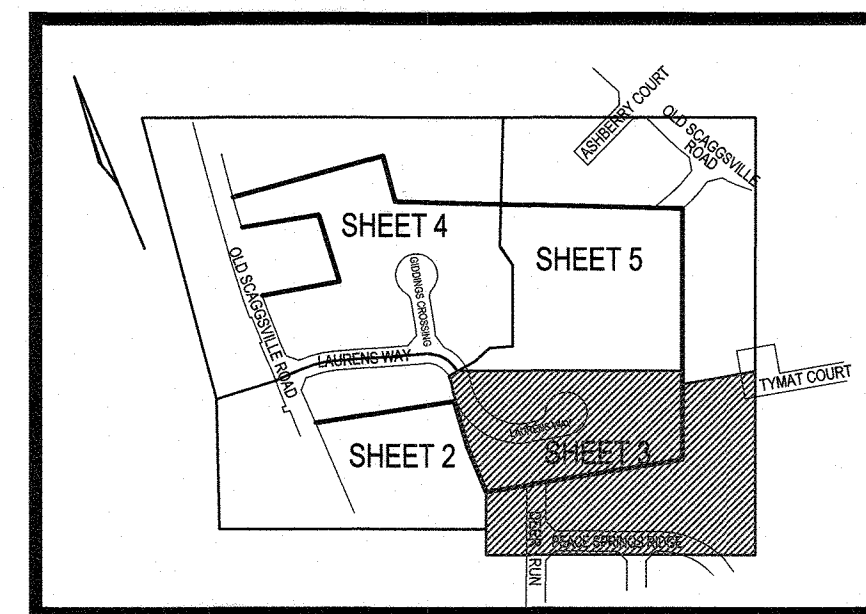 ASHBERRY COURT
OLD SCAGGSVILLE
ROAD
SHEET 4
SHEET 5
OLD SCAGGSVILLE ROAD
GIDDINGS CROSSING
LAURENS WAY
TYMAT COURT
LAURENS WAY
SHEET 2
SHEET 3
DEER RUN
PEACE SPRINGS RIDGE